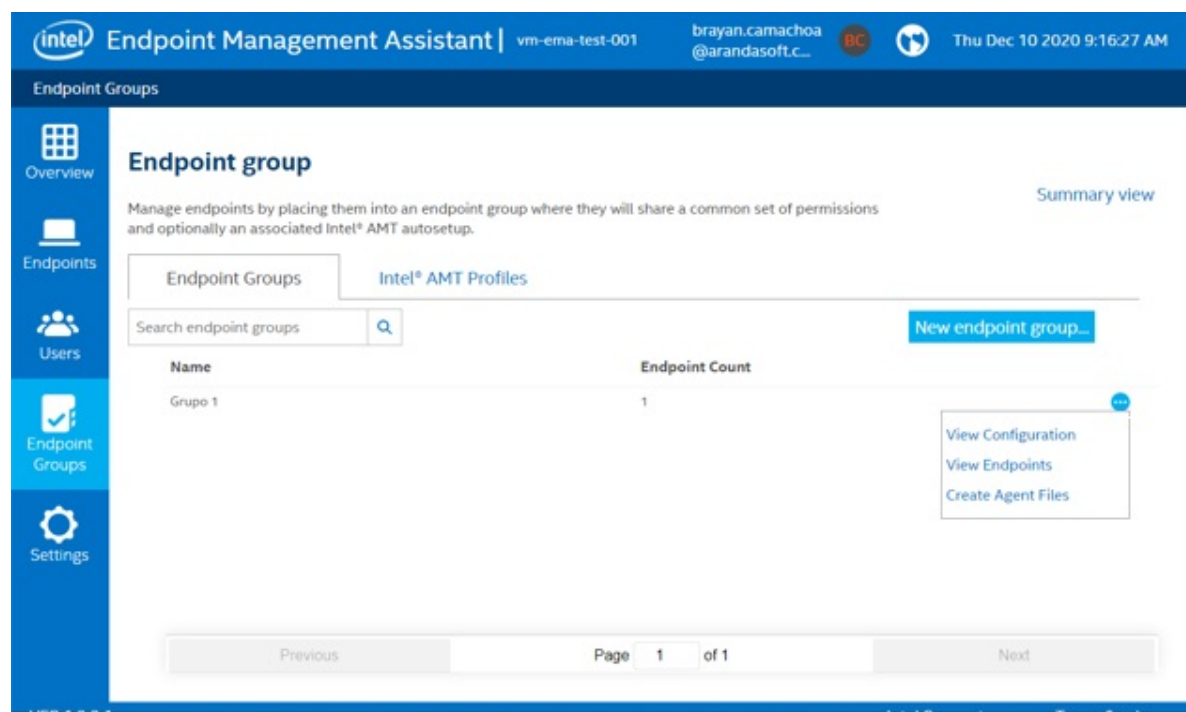 intel Endpoint Management Assistant | vm-ema-test-001 brayan.camachoa BC Thu Dec 10 2020 9:16:27 AM
@arandasoft.c...
Endpoint Groups
Overview
Endpoint group
Summary view
Manage endpoints by placing them into an endpoint group where they will share a common set of permissions
and optionally an associated Intel® AMT autosetup.
Endpoints
Endpoint Groups Intel® AMT Profiles
Search endpoint groups New endpoint group...
Users
Name Endpoint Count
Grupo 1 1
View Configuration
Endpoint
Groups
View Endpoints
Create Agent Files
Settings
Previous Page 1 of 1 Next